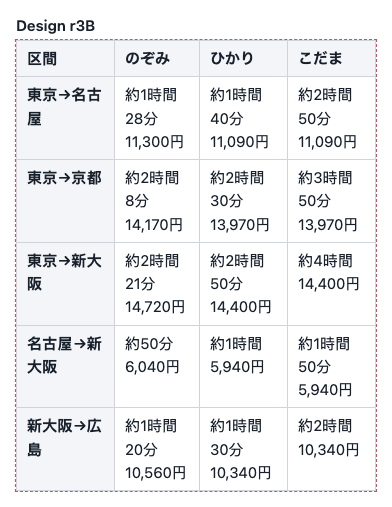 Design r3B
区間 のぞみ ひかり こだま
東京→名古屋 約1時間28分 11,300円 約1時間40分 11,090円 約2時間50分 11,090円
東京→京都 約2時間8分 14,170円 約2時間30分 13,970円 約3時間50分 13,970円
東京→新大阪 約2時間21分 14,720円 約2時間50分 14,400円 約4時間 14,400円
名古屋→新大阪 約50分 6,040円 約1時間 5,940円 約1時間50分 5,940円
新大阪→広島 約1時間20分 10,560円 約1時間30分 10,340円 約2時間 10,340円